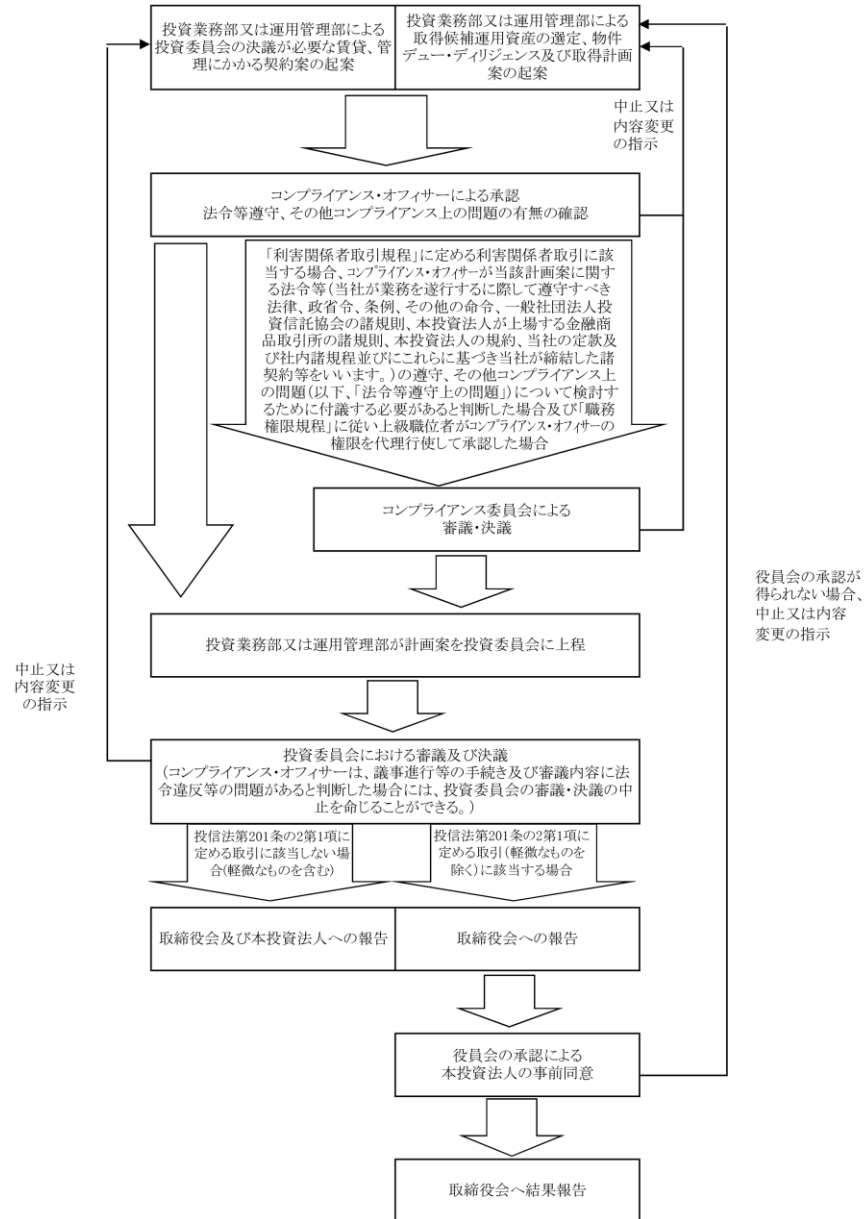 投資業務部又は運用管理部による
投資委員会の決議が必要な賃貸、管
理にかかる契約案の起案
投資業務部又は運用管理部による
取得候補運用資産の選定、物件
デュー・ディリジェンス及び取得計画
案の起案
中止又は
内容変更
の指示
コンプライアンス・オフィサーによる承認
法令等遵守、その他コンプライアンス上の問題の有無の確認
「利害関係者取引規程」に定める利害関係者取引に該
当する場合、コンプライアンス・オフィサーが当該計画案に関す
る法令等(当社が業務を遂行するに際して遵守すべき
法律、政省令、条例、その他の命令、一般社団法人投
資信託協会の諸規則、本投資法人が上場する金融商
品取引所の諸規則、本投資法人の規約、当社の定款及
び社内諸規程並びにこれらに基づき当社が締結した諸
契約等をいいます。)の遵守、その他コンプライアンス上
の問題(以下、「法令等遵守上の問題」)について検討す
るために付議する必要があると判断した場合及び「職務
権限規程」に従い上級職位者がコンプライアンス・オフィサーの
権限を代理行使して承認した場合
コンプライアンス委員会による
審議・決議
役員会の承認が
得られない場合、
中止又は内容
変更の指示
投資業務部又は運用管理部が計画案を投資委員会に上程
中止又は
内容変更
の指示
投資委員会における審議及び決議
(コンプライアンス・オフィサーは、議事進行等の手続き及び審議内容に法
令違反等の問題があると判断した場合には、投資委員会の審議・決議の中
止を命じることができる。)
投信法第201条の2第1項に
定める取引に該当しない場
合(軽微なものを含む)
投信法第201条の2第1項に
定める取引(軽微なものを
除く)に該当する場合
取締役会及び本投資法人への報告
取締役会への報告
役員会の承認による
本投資法人の事前同意
取締役会へ結果報告